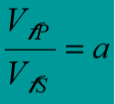 V_fP / V_fS = a